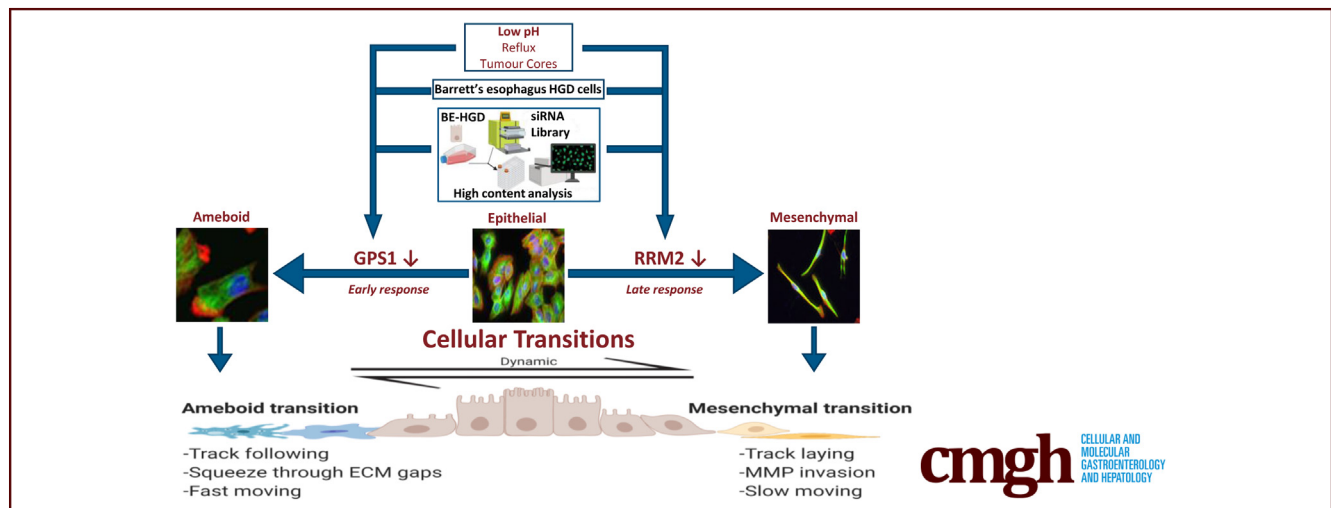 Low pH
Reflux
Tumour Cores
Barrett's esophagus HGD cells
BE-HGD
siRNA
Library
High content analysis
Ameboid
Epithelial
Mesenchymal
GPS1 ↓
RRM2 ↓
Early response
Late response
Cellular Transitions
Dynamic
Ameboid transition
Mesenchymal transition
-Track following
-Squeeze through ECM gaps
-Fast moving
-Track laying
-MMP invasion
-Slow moving
cmgh
CELLULAR AND
MOLECULAR
GASTROENTEROLOGY
AND HEPATOLOGY